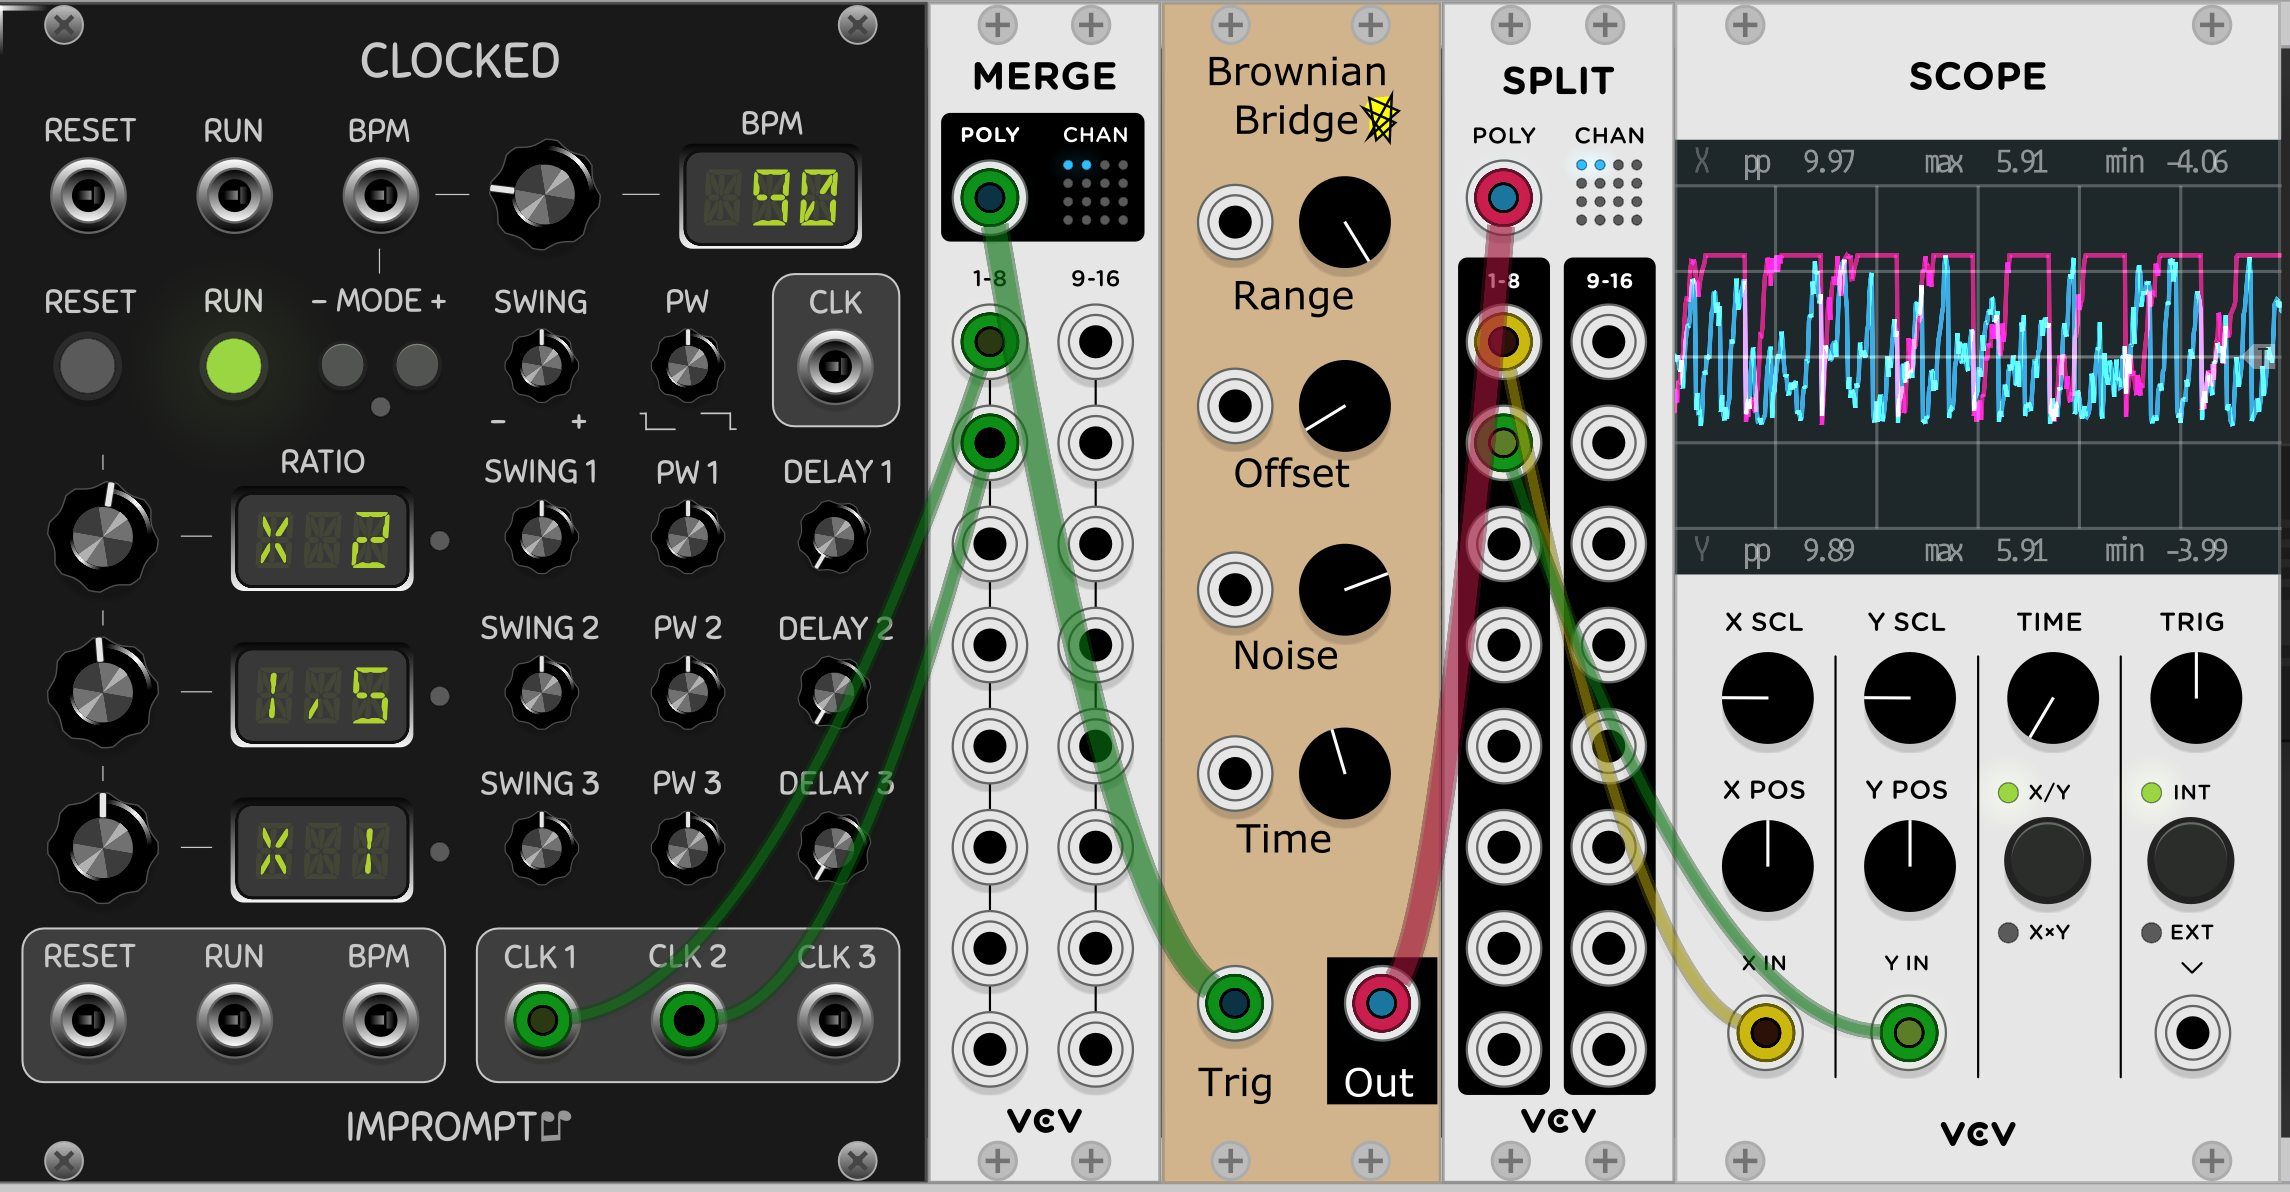 CLOCKED
RESET RUN BPM BPM
90
RESET RUN - MODE + SWING PW CLK
- +
RATIO SWING 1 PW 1 DELAY 1
X 2
SWING 2 PW 2 DELAY 2
1,5
SWING 3 PW 3 DELAY 3
X 1
RESET RUN BPM CLK 1 CLK 2 CLK 3
IMPROMPT
MERGE
POLY CHAN
1-8 9-16
VCV
Brownian
Bridge
Range
Offset
Noise
Time
Trig Out
SPLIT
POLY CHAN
1-8 9-16
VCV
SCOPE
X pp 9.97 max 5.91 min -4.06
T
Y pp 9.89 max 5.91 min -3.99
X SCL Y SCL TIME TRIG
X POS Y POS X/Y INT
X×Y EXT
X IN Y IN
VCV